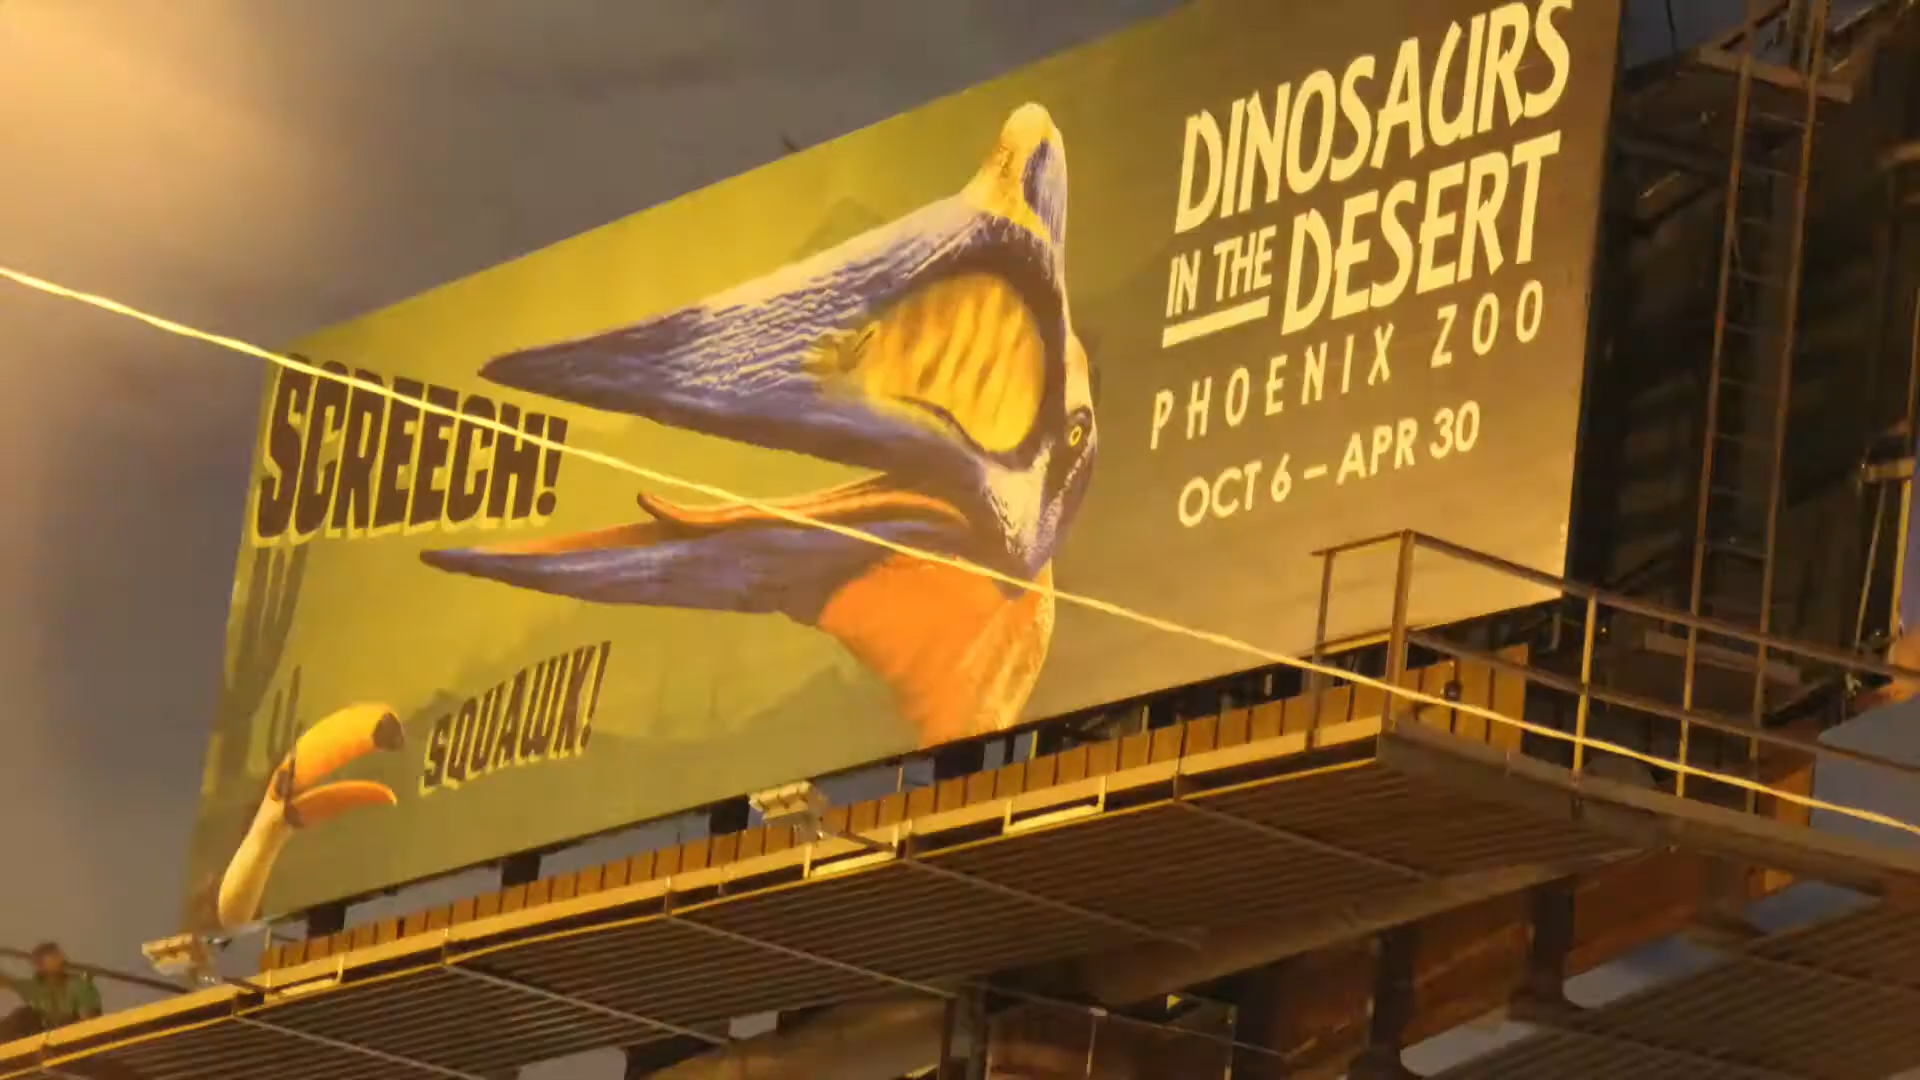 SCREECH!
SQUAWK!
DINOSAURS
IN THE DESERT
PHOENIX ZOO
OCT 6 – APR 30